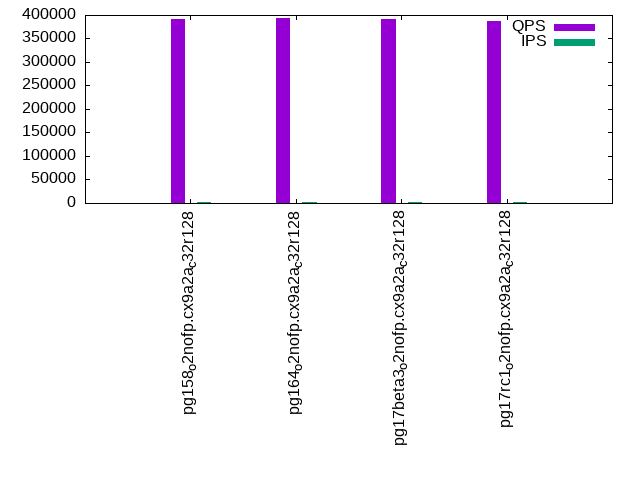 400000
350000
300000
250000
200000
150000
100000
50000
0
QPS
IPS
pg158o2nofp.cx9a2ac32r128
pg164o2nofp.cx9a2ac32r128
pg17beta3o2nofp.cx9a2ac32r128
pg17rc1o2nofp.cx9a2ac32r128